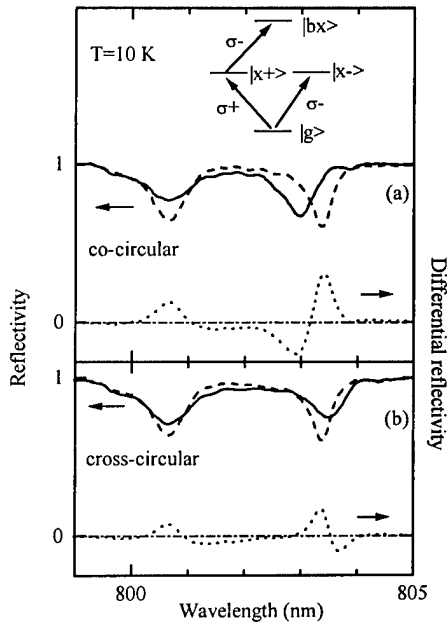 T=10 K
|bx>
σ-
|x+>
|x->
σ+
σ-
|g>
1
(a)
co-circular
0
1
(b)
cross-circular
0
800
805
Wavelength (nm)
Reflectivity
Differential reflectivity